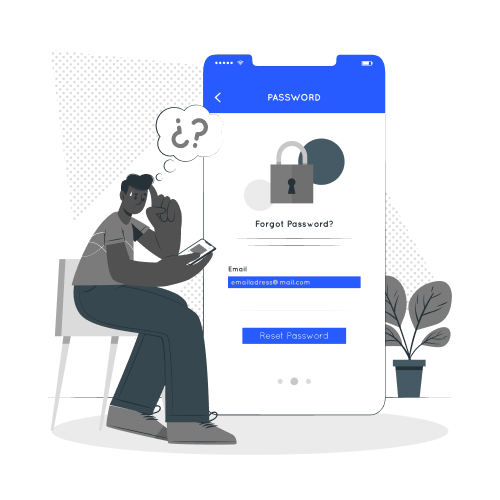 ¿?
PASSWORD
Forgot Password?
Email
emailadress@mail.com
Reset Password